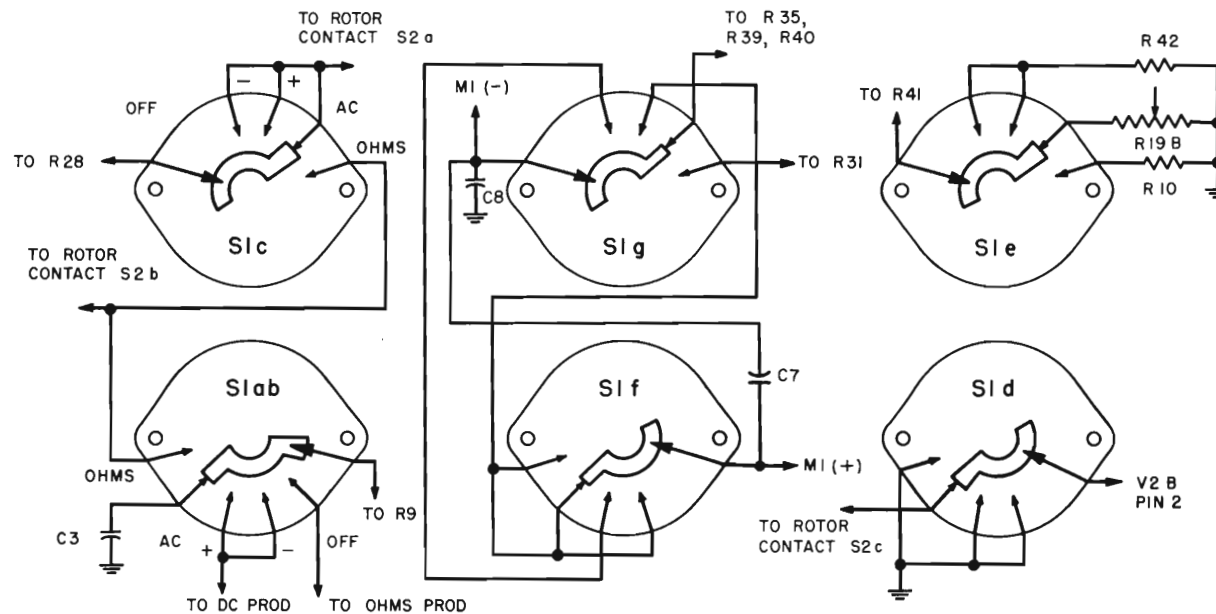 TO ROTOR
CONTACT S2a
-
+
OFF
AC
OHMS
TO R28
S1c
TO ROTOR
CONTACT S2b
TO R35,
R39, R40
M1 (-)
C8
TO R31
S1g
R42
TO R41
R19B
R10
S1e
S1ab
OHMS
C3
AC
+
-
OFF
TO R9
TO DC PROD
TO OHMS PROD
S1f
C7
M1 (+)
S1d
V2B
PIN 2
TO ROTOR
CONTACT S2c